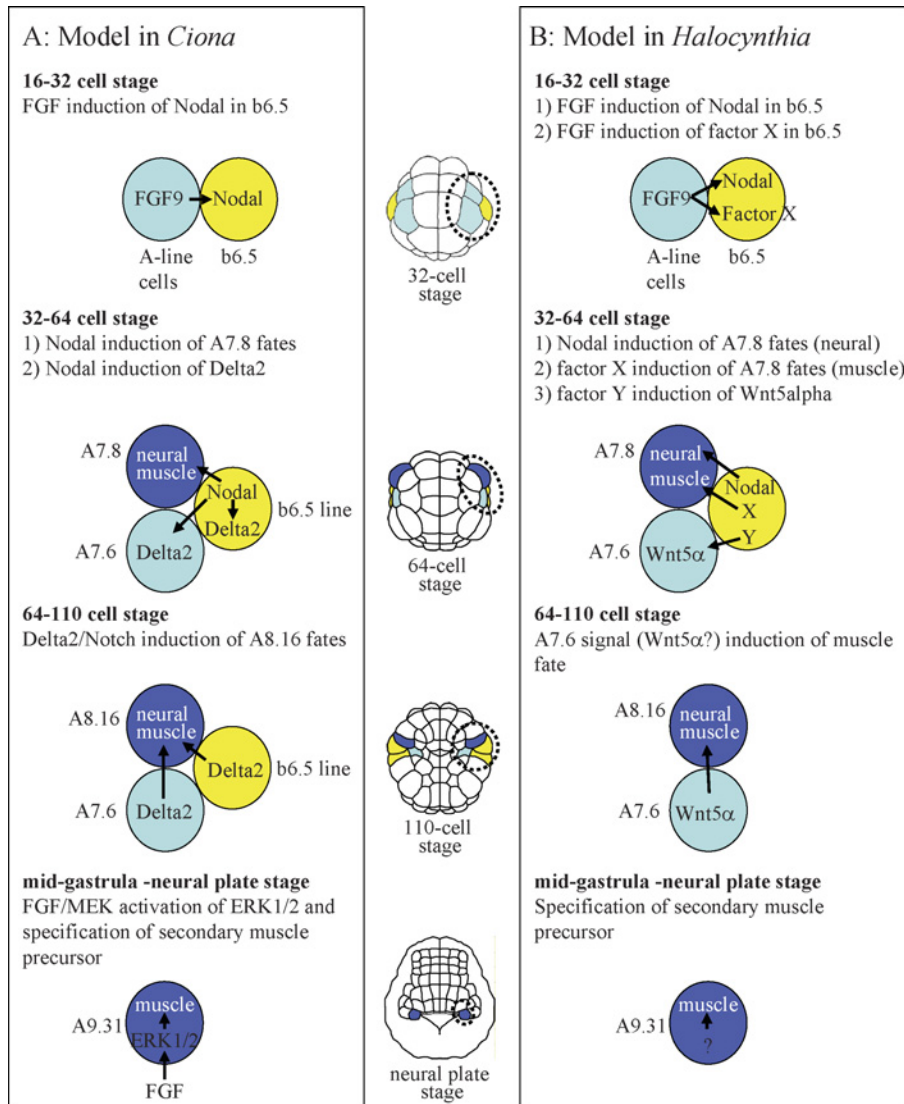 A: Model in Ciona
16-32 cell stage
FGF induction of Nodal in b6.5
FGF9
Nodal
A-line
cells
b6.5
32-64 cell stage
1) Nodal induction of A7.8 fates
2) Nodal induction of Delta2
A7.8
neural
muscle
Nodal
Delta2
b6.5 line
A7.6
Delta2
64-110 cell stage
Delta2/Notch induction of A8.16 fates
A8.16
neural
muscle
Delta2
b6.5 line
A7.6
Delta2
mid-gastrula -neural plate stage
FGF/MEK activation of ERK1/2 and
specification of secondary muscle
precursor
muscle
A9.31
ERK1/2
FGF
32-cell
stage
64-cell
stage
110-cell
stage
neural plate
stage
B: Model in Halocynthia
16-32 cell stage
1) FGF induction of Nodal in b6.5
2) FGF induction of factor X in b6.5
FGF9
Nodal
Factor X
A-line
cells
b6.5
32-64 cell stage
1) Nodal induction of A7.8 fates (neural)
2) factor X induction of A7.8 fates (muscle)
3) factor Y induction of Wnt5alpha
A7.8
neural
muscle
Nodal
X
Y
A7.6
Wnt5α
64-110 cell stage
A7.6 signal (Wnt5α?) induction of muscle
fate
A8.16
neural
muscle
A7.6
Wnt5α
mid-gastrula -neural plate stage
Specification of secondary muscle
precursor
muscle
A9.31
?